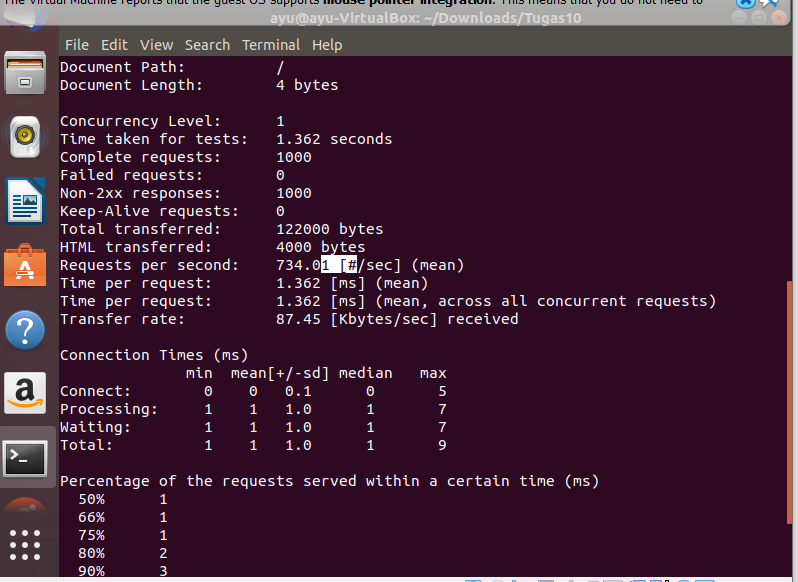 The Virtual Machine reports that the guest OS supports mouse pointer integration. This means that you do not need to
ayu@ayu-VirtualBox: ~/Downloads/Tugas10
File Edit View Search Terminal Help
Document Path: /
Document Length: 4 bytes
Concurrency Level: 1
Time taken for tests: 1.362 seconds
Complete requests: 1000
Failed requests: 0
Non-2xx responses: 1000
Keep-Alive requests: 0
Total transferred: 122000 bytes
HTML transferred: 4000 bytes
Requests per second: 734.01 [#/sec] (mean)
Time per request: 1.362 [ms] (mean)
Time per request: 1.362 [ms] (mean, across all concurrent requests)
Transfer rate: 87.45 [Kbytes/sec] received
Connection Times (ms)
min mean[+/-sd] median max
Connect: 0 0 0.1 0 5
Processing: 1 1 1.0 1 7
Waiting: 1 1 1.0 1 7
Total: 1 1 1.0 1 9
Percentage of the requests served within a certain time (ms)
50% 1
66% 1
75% 1
80% 2
90% 3